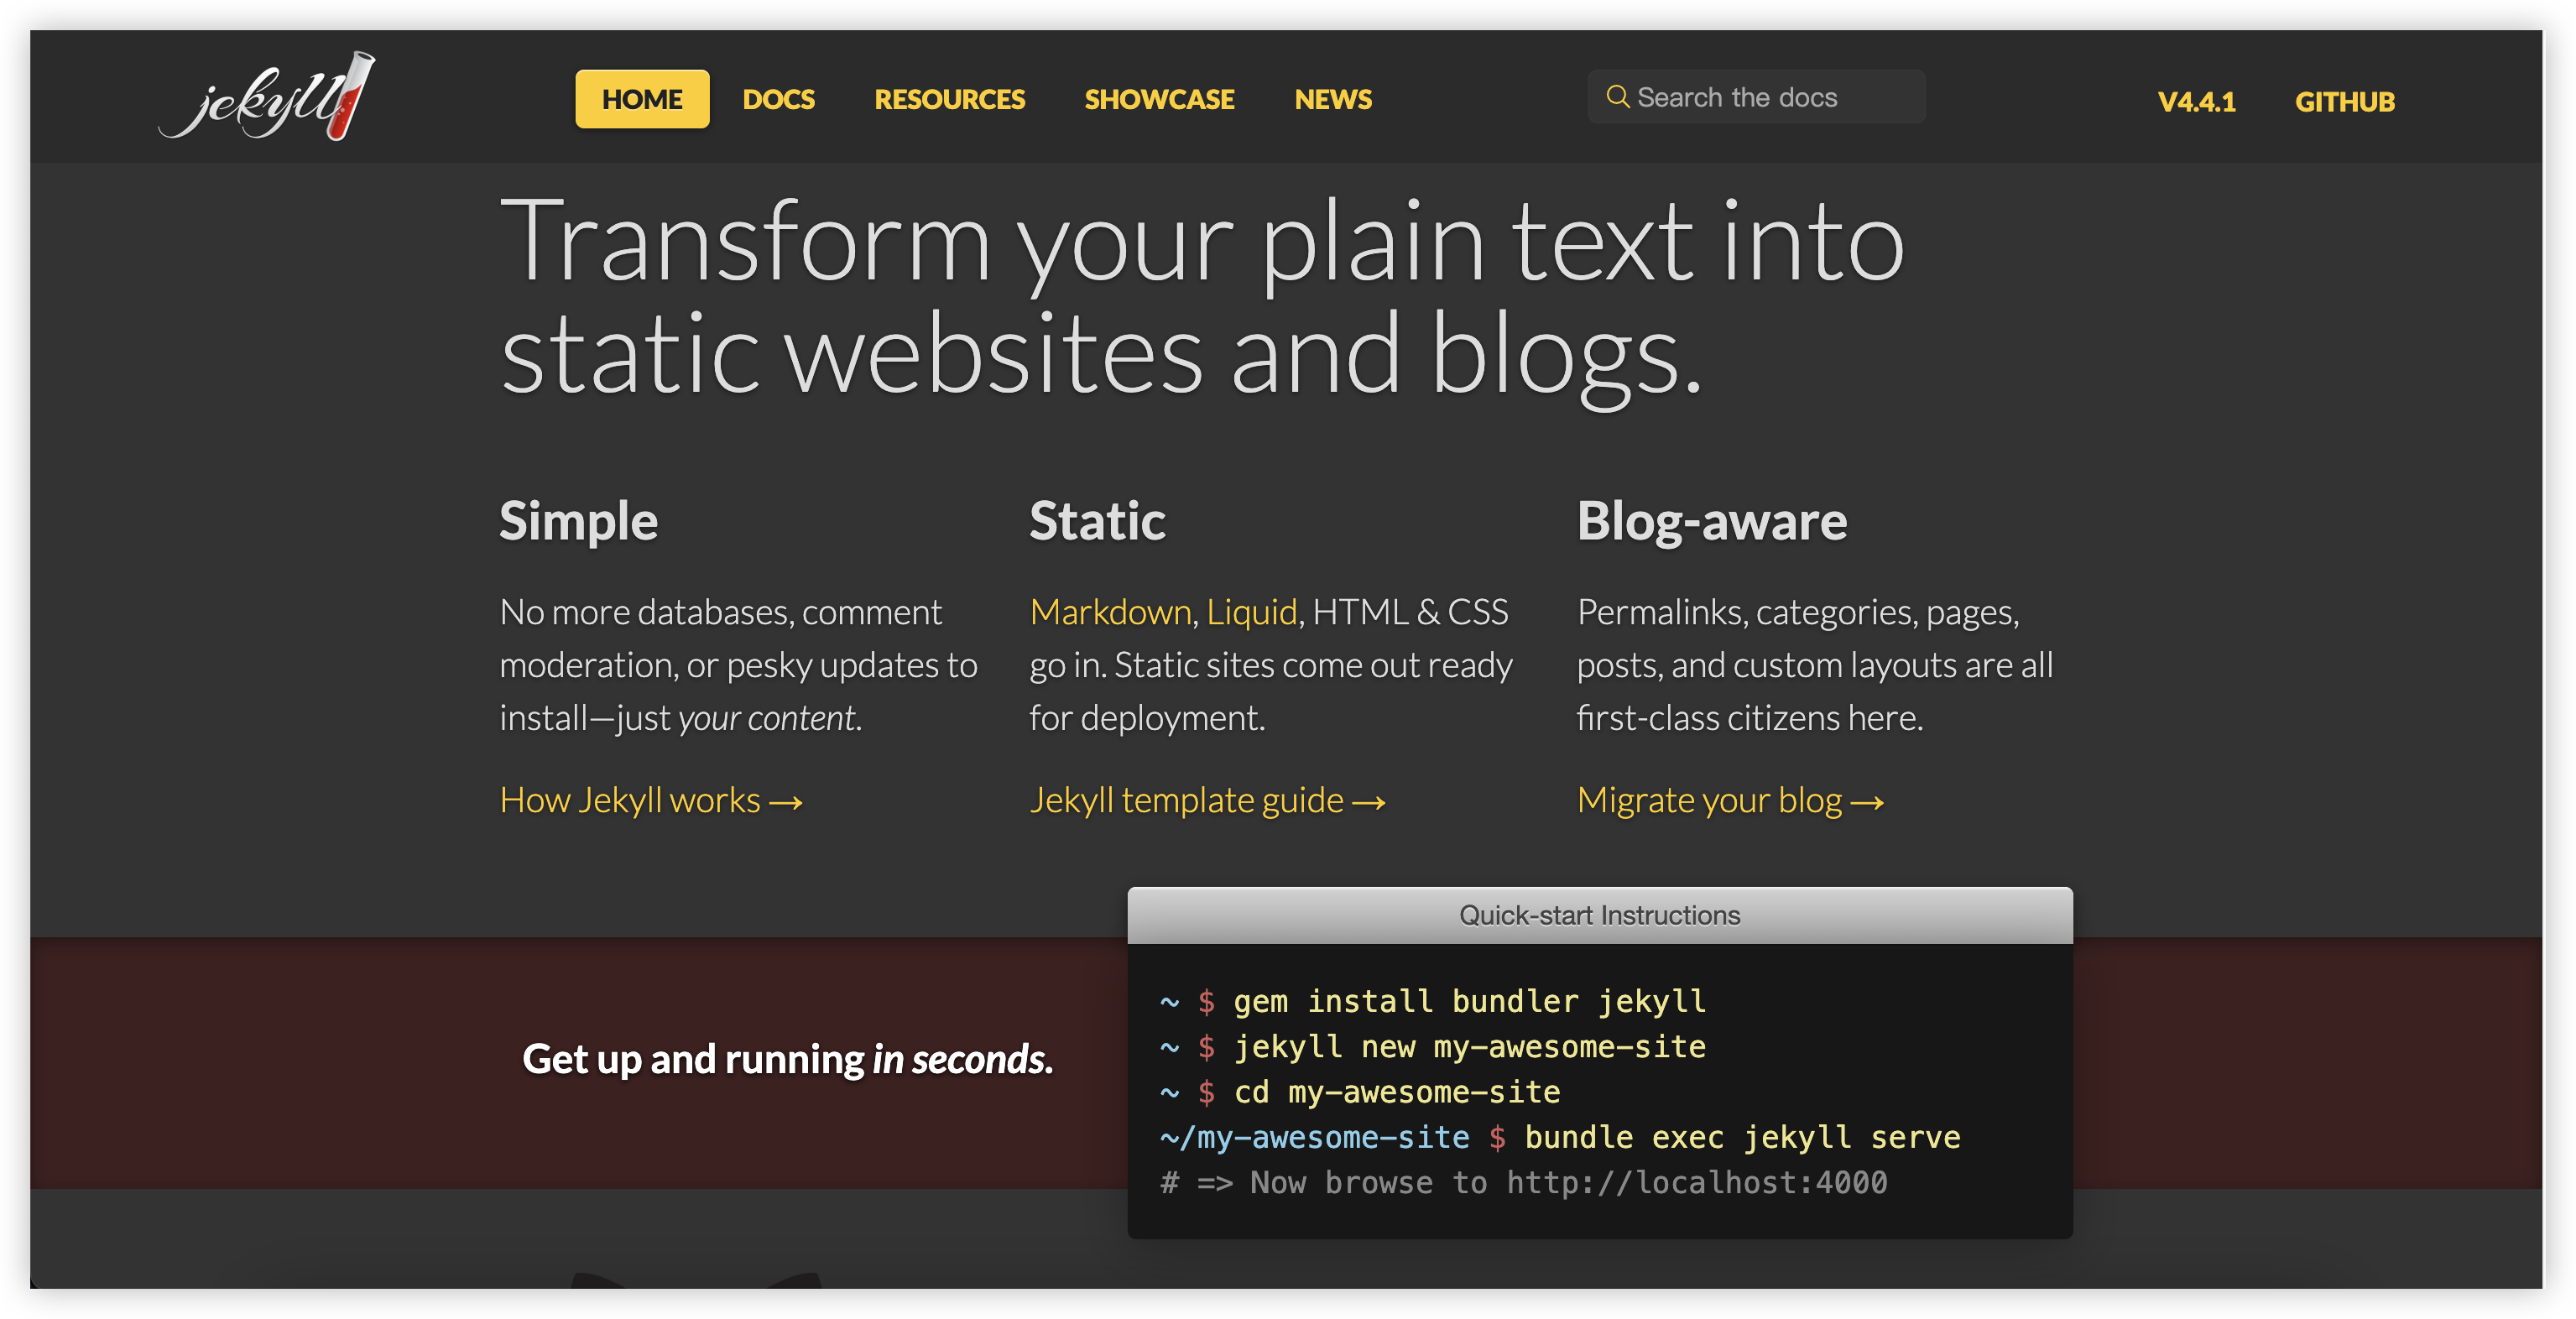 jekyll
HOME DOCS RESOURCES SHOWCASE NEWS Search the docs V4.4.1 GITHUB
Transform your plain text into
static websites and blogs.
Simple
No more databases, comment
moderation, or pesky updates to
install—just your content.
How Jekyll works →
Static
Markdown, Liquid, HTML & CSS
go in. Static sites come out ready
for deployment.
Jekyll template guide →
Blog-aware
Permalinks, categories, pages,
posts, and custom layouts are all
first-class citizens here.
Migrate your blog →
Get up and running in seconds.
Quick-start Instructions
~ $ gem install bundler jekyll
~ $ jekyll new my-awesome-site
~ $ cd my-awesome-site
~/my-awesome-site $ bundle exec jekyll serve
# => Now browse to http://localhost:4000